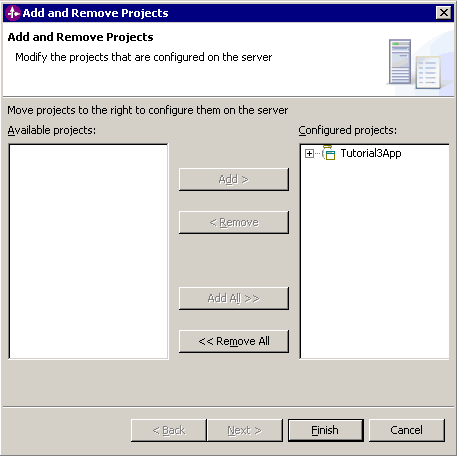 Add and Remove Projects
Add and Remove Projects
Modify the projects that are configured on the server
Move projects to the right to configure them on the server
Available projects:
Configured projects:
Tutorial3App
Add >
< Remove
Add All >>
<< Remove All
< Back
Next >
Finish
Cancel